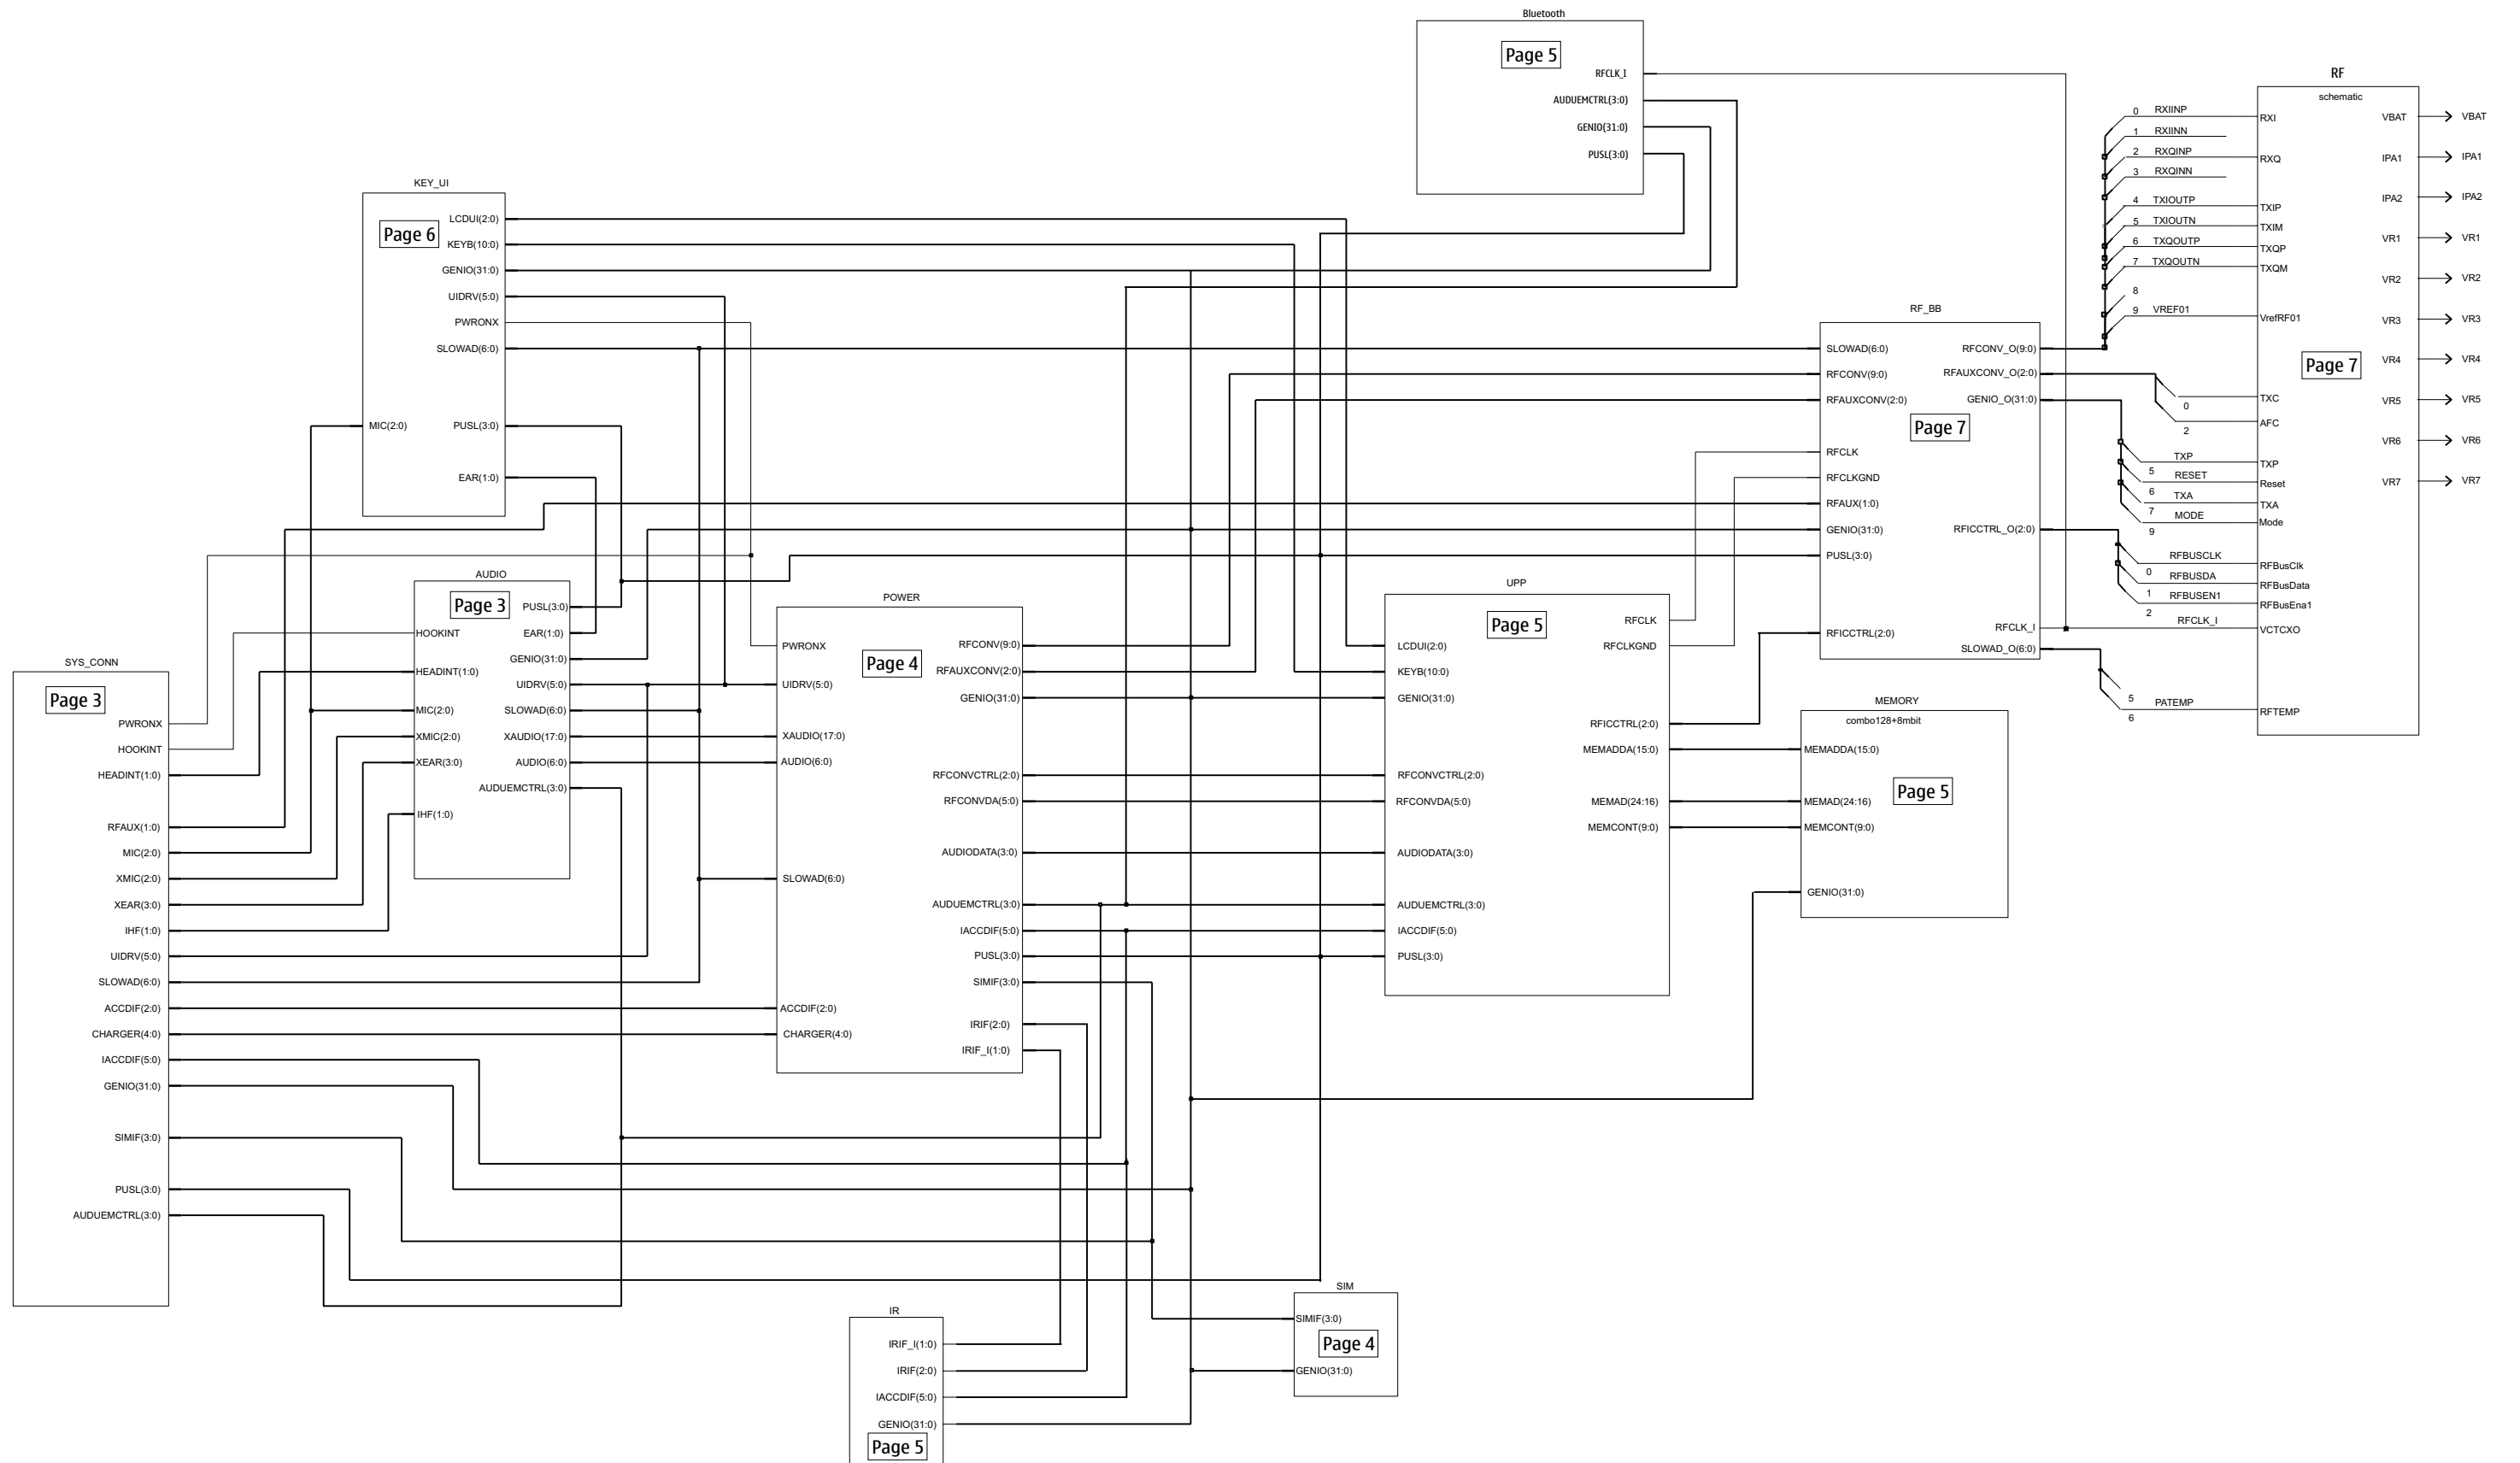 Bluetooth
Page 5
RFCLK_I
AUDUEMCTRL(3:0)
GENIO(31:0)
PUSL(3:0)
KEY_UI
Page 6
LCDUI(2:0)
KEYB(10:0)
GENIO(31:0)
UIDRV(5:0)
PWRONX
SLOWAD(6:0)
MIC(2:0)
PUSL(3:0)
EAR(1:0)
AUDIO
Page 3
HOOKINT
HEADINT(1:0)
MIC(2:0)
XMIC(2:0)
XEAR(3:0)
IHF(1:0)
PUSL(3:0)
EAR(1:0)
GENIO(31:0)
UIDRV(5:0)
SLOWAD(6:0)
XAUDIO(17:0)
AUDIO(6:0)
AUDUEMCTRL(3:0)
SYS_CONN
Page 3
PWRONX
HOOKINT
HEADINT(1:0)
RFAUX(1:0)
MIC(2:0)
XMIC(2:0)
XEAR(3:0)
IHF(1:0)
UIDRV(5:0)
SLOWAD(6:0)
ACCDIF(2:0)
CHARGER(4:0)
IACCDIF(5:0)
GENIO(31:0)
SIMIF(3:0)
PUSL(3:0)
AUDUEMCTRL(3:0)
POWER
Page 4
PWRONX
UIDRV(5:0)
XAUDIO(17:0)
AUDIO(6:0)
SLOWAD(6:0)
ACCDIF(2:0)
CHARGER(4:0)
RFCONV(9:0)
RFAUXCONV(2:0)
GENIO(31:0)
RFCONVCTRL(2:0)
RFCONVDA(5:0)
AUDIODATA(3:0)
AUDUEMCTRL(3:0)
IACCDIF(5:0)
PUSL(3:0)
SIMIF(3:0)
IRIF(2:0)
IRIF_I(1:0)
IR
IRIF_I(1:0)
IRIF(2:0)
IACCDIF(5:0)
GENIO(31:0)
Page 5
SIM
SIMIF(3:0)
Page 4
GENIO(31:0)
UPP
Page 5
LCDUI(2:0)
KEYB(10:0)
GENIO(31:0)
RFCONVCTRL(2:0)
RFCONVDA(5:0)
AUDIODATA(3:0)
AUDUEMCTRL(3:0)
IACCDIF(5:0)
PUSL(3:0)
RFCLK
RFCLKGND
RFICCTRL(2:0)
MEMADDA(15:0)
MEMAD(24:16)
MEMCONT(9:0)
MEMORY
combo128+8mbit
MEMADDA(15:0)
Page 5
MEMAD(24:16)
MEMCONT(9:0)
GENIO(31:0)
RF_BB
SLOWAD(6:0)
RFCONV(9:0)
RFAUXCONV(2:0)
Page 7
RFCLK
RFCLKGND
RFAUX(1:0)
GENIO(31:0)
PUSL(3:0)
RFICCTRL(2:0)
RFCONV_O(9:0)
RFAUXCONV_O(2:0)
GENIO_O(31:0)
RFICCTRL_O(2:0)
RFCLK_I
SLOWAD_O(6:0)
0 RXIINP
1 RXIINN
2 RXQINP
3 RXQINN
4 TXIOUTP
5 TXIOUTN
6 TXQOUTP
7 TXQOUTN
8
9 VREF01
0
2
TXP
5 RESET
6 TXA
7 MODE
9
RFBUSCLK
0 RFBUSDA
1 RFBUSEN1
2
RFCLK_I
5
PATEMP
6
RF
schematic
RXI
RXQ
TXIP
TXIM
TXQP
TXQM
VrefRF01
Page 7
TXC
AFC
TXP
Reset
TXA
Mode
RFBusClk
RFBusData
RFBusEna1
VCTCXO
RFTEMP
VBAT VBAT
IPA1 IPA1
IPA2 IPA2
VR1 VR1
VR2 VR2
VR3 VR3
VR4 VR4
VR5 VR5
VR6 VR6
VR7 VR7